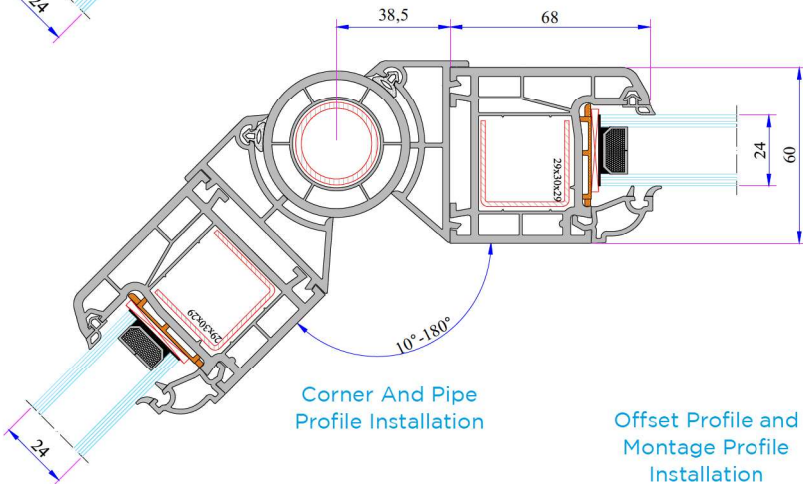 24
38,5
68
29x30x29
24
60
29x30x29
10°-180°
24
Corner And Pipe
Profile Installation
Offset Profile and
Montage Profile
Installation